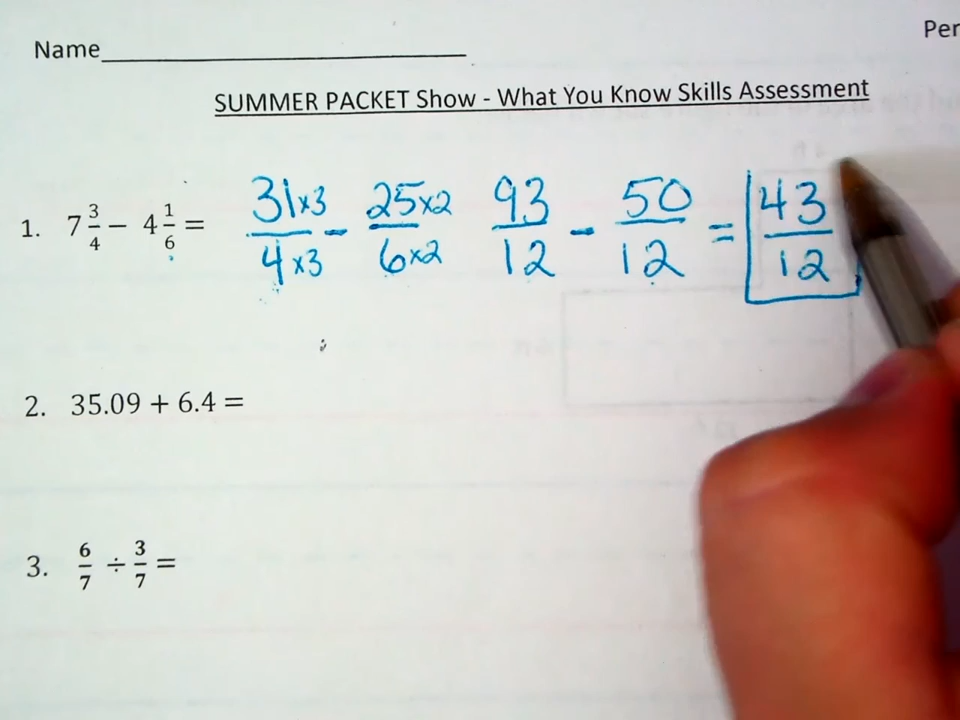 Name________________________ Per
SUMMER PACKET Show - What You Know Skills Assessment
1. 7 3/4 − 4 1/6 = 31×3/4×3 - 25×2/6×2 93/12 - 50/12 = 43/12
2. 35.09 + 6.4 =
3. 6/7 ÷ 3/7 =